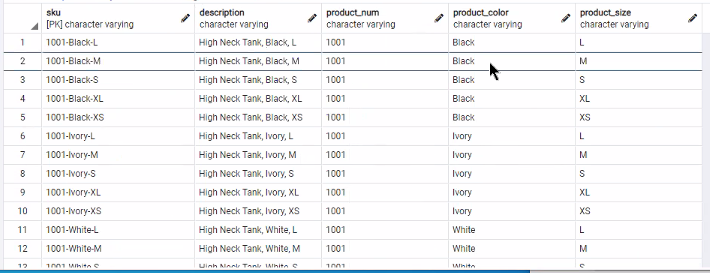 sku description product_num product_color product_size
[PK] character varying character varying character varying character varying character varying
1 1001-Black-L High Neck Tank, Black, L 1001 Black L
2 1001-Black-M High Neck Tank, Black, M 1001 Black M
3 1001-Black-S High Neck Tank, Black, S 1001 Black S
4 1001-Black-XL High Neck Tank, Black, XL 1001 Black XL
5 1001-Black-XS High Neck Tank, Black, XS 1001 Black XS
6 1001-Ivory-L High Neck Tank, Ivory, L 1001 Ivory L
7 1001-Ivory-M High Neck Tank, Ivory, M 1001 Ivory M
8 1001-Ivory-S High Neck Tank, Ivory, S 1001 Ivory S
9 1001-Ivory-XL High Neck Tank, Ivory, XL 1001 Ivory XL
10 1001-Ivory-XS High Neck Tank, Ivory, XS 1001 Ivory XS
11 1001-White-L High Neck Tank, White, L 1001 White L
12 1001-White-M High Neck Tank, White, M 1001 White M
13 1001-White-S High Neck Tank, White, S 1001 White S